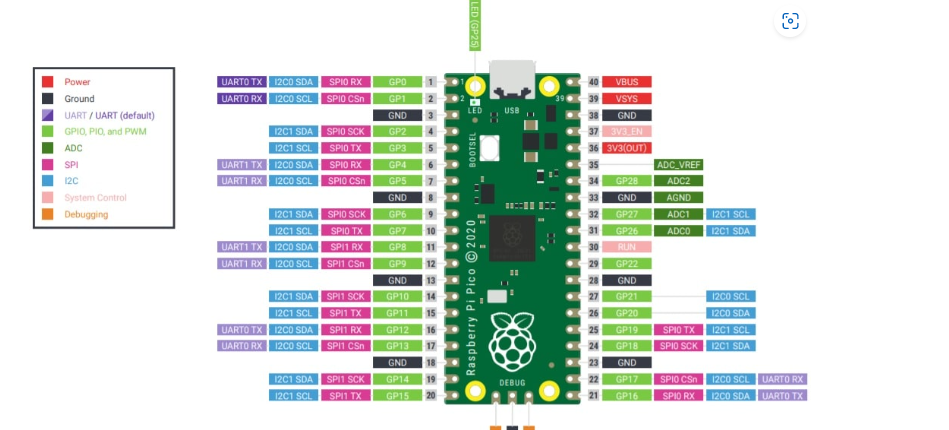 LED (GP25)
Power
Ground
UART / UART (default)
GPIO, PIO, and PWM
ADC
SPI
I2C
System Control
Debugging
UART0 TX I2C0 SDA SPI0 RX GP0 1
UART0 RX I2C0 SCL SPI0 CSn GP1 2
GND 3
I2C1 SDA SPI0 SCK GP2 4
I2C1 SCL SPI0 TX GP3 5
UART1 TX I2C0 SDA SPI0 RX GP4 6
UART1 RX I2C0 SCL SPI0 CSn GP5 7
GND 8
I2C1 SDA SPI0 SCK GP6 9
I2C1 SCL SPI0 TX GP7 10
UART1 TX I2C0 SDA SPI1 RX GP8 11
UART1 RX I2C0 SCL SPI1 CSn GP9 12
GND 13
I2C1 SDA SPI1 SCK GP10 14
I2C1 SCL SPI1 TX GP11 15
UART0 TX I2C0 SDA SPI1 RX GP12 16
UART0 RX I2C0 SCL SPI1 CSn GP13 17
GND 18
I2C1 SDA SPI1 SCK GP14 19
I2C1 SCL SPI1 TX GP15 20
1
2
39
LED
USB
BOOTSEL
Raspberry Pi Pico © 2020
DEBUG
40 VBUS
39 VSYS
38 GND
37 3V3_EN
36 3V3(OUT)
35 ADC_VREF
34 GP28 ADC2
33 GND AGND
32 GP27 ADC1 I2C1 SCL
31 GP26 ADC0 I2C1 SDA
30 RUN
29 GP22
28 GND
27 GP21 I2C0 SCL
26 GP20 I2C0 SDA
25 GP19 SPI0 TX I2C1 SCL
24 GP18 SPI0 SCK I2C1 SDA
23 GND
22 GP17 SPI0 CSn I2C0 SCL UART0 RX
21 GP16 SPI0 RX I2C0 SDA UART0 TX